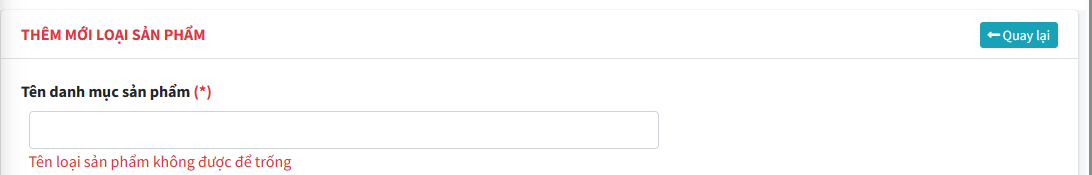 THÊM MỚI LOẠI SẢN PHẨM
Quay lại
Tên danh mục sản phẩm (*)
Tên loại sản phẩm không được để trống